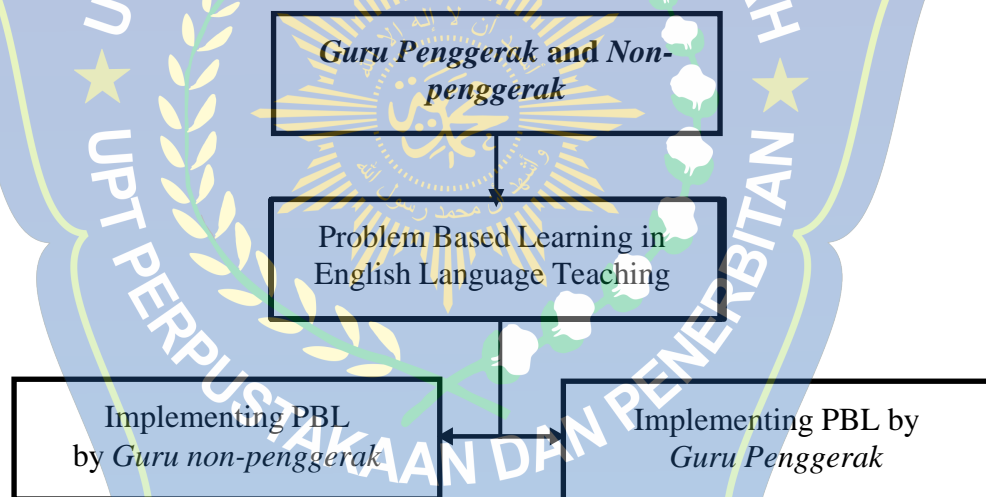 Guru Penggerak and Non-
penggerak
Problem Based Learning in
English Language Teaching
Implementing PBL
by Guru non-penggerak
Implementing PBL by
Guru Penggerak
UPT PERPUSTAKAAN DAN PENERBITAN
محمد